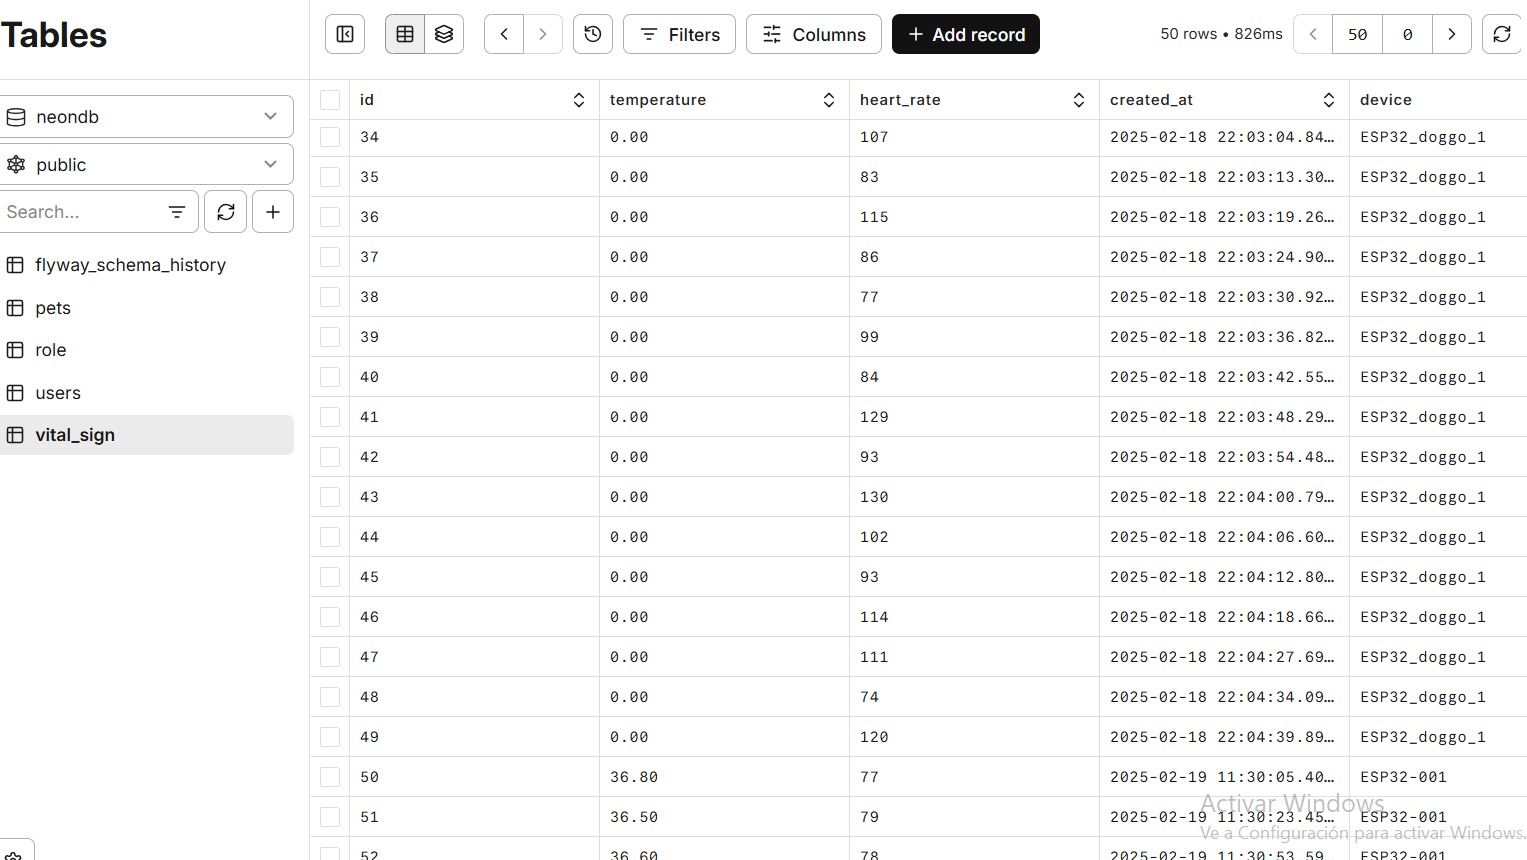 Tables
Filters
Columns
+ Add record
50 rows • 826ms
50
0
neondb
public
Search...
flyway_schema_history
pets
role
users
vital_sign
id temperature heart_rate created_at device
34 0.00 107 2025-02-18 22:03:04.84… ESP32_doggo_1
35 0.00 83 2025-02-18 22:03:13.30… ESP32_doggo_1
36 0.00 115 2025-02-18 22:03:19.26… ESP32_doggo_1
37 0.00 86 2025-02-18 22:03:24.90… ESP32_doggo_1
38 0.00 77 2025-02-18 22:03:30.92… ESP32_doggo_1
39 0.00 99 2025-02-18 22:03:36.82… ESP32_doggo_1
40 0.00 84 2025-02-18 22:03:42.55… ESP32_doggo_1
41 0.00 129 2025-02-18 22:03:48.29… ESP32_doggo_1
42 0.00 93 2025-02-18 22:03:54.48… ESP32_doggo_1
43 0.00 130 2025-02-18 22:04:00.79… ESP32_doggo_1
44 0.00 102 2025-02-18 22:04:06.60… ESP32_doggo_1
45 0.00 93 2025-02-18 22:04:12.80… ESP32_doggo_1
46 0.00 114 2025-02-18 22:04:18.66… ESP32_doggo_1
47 0.00 111 2025-02-18 22:04:27.69… ESP32_doggo_1
48 0.00 74 2025-02-18 22:04:34.09… ESP32_doggo_1
49 0.00 120 2025-02-18 22:04:39.89… ESP32_doggo_1
50 36.80 77 2025-02-19 11:30:05.40… ESP32-001
51 36.50 79 2025-02-19 11:30:23.45… ESP32-001
52 36.60 78 2025-02-19 11:30:53.59… ESP32-001
Activar Windows
Ve a Configuración para activar Windows.